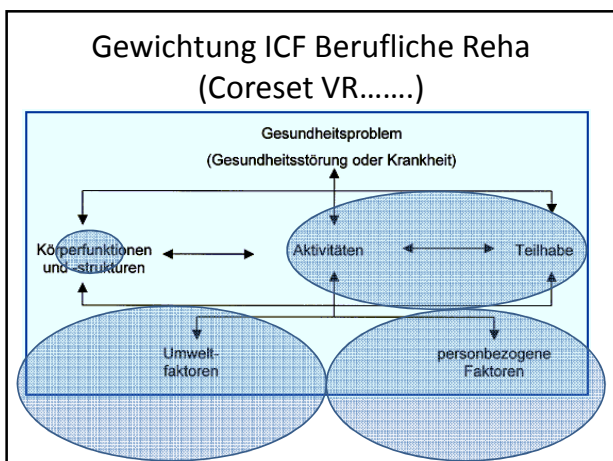 Gewichtung ICF Berufliche Reha
(Coreset VR.......)
Gesundheitsproblem
(Gesundheitsstörung oder Krankheit)
Körperfunktionen
und -strukturen
Aktivitäten
Teilhabe
Umwelt-
faktoren
personbezogene
Faktoren